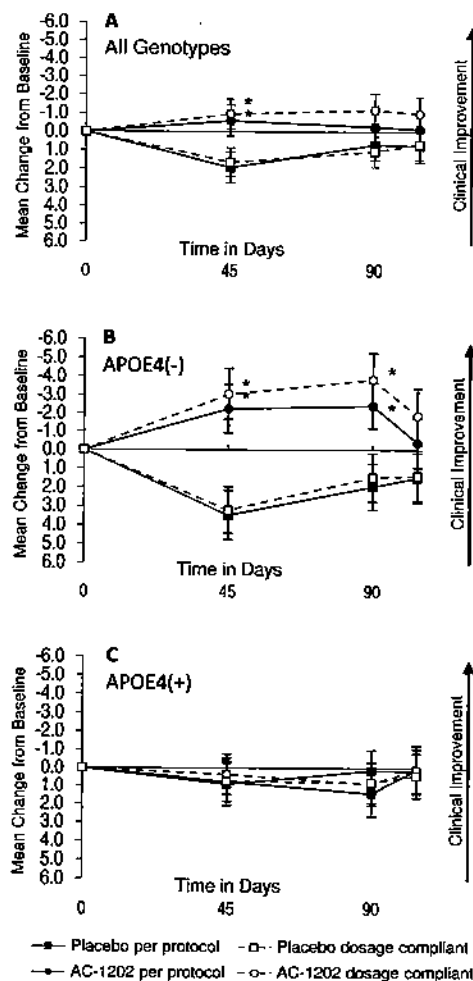 A
All Genotypes
Mean Change from Baseline
-6.0
-5.0
-4.0
-3.0
-2.0
-1.0
0.0
1.0
2.0
3.0
4.0
5.0
6.0
*
*
Clinical Improvement
Time in Days
0 45 90
B
APOE4(-)
Mean Change from Baseline
-6.0
-5.0
-4.0
-3.0
-2.0
-1.0
0.0
1.0
2.0
3.0
4.0
5.0
6.0
*
*
*
*
Clinical Improvement
Time in Days
0 45 90
C
APOE4(+)
Mean Change from Baseline
-6.0
-5.0
-4.0
-3.0
-2.0
-1.0
0.0
1.0
2.0
3.0
4.0
5.0
6.0
Clinical Improvement
Time in Days
0 45 90
Placebo per protocol
Placebo dosage compliant
AC-1202 per protocol
AC-1202 dosage compliant